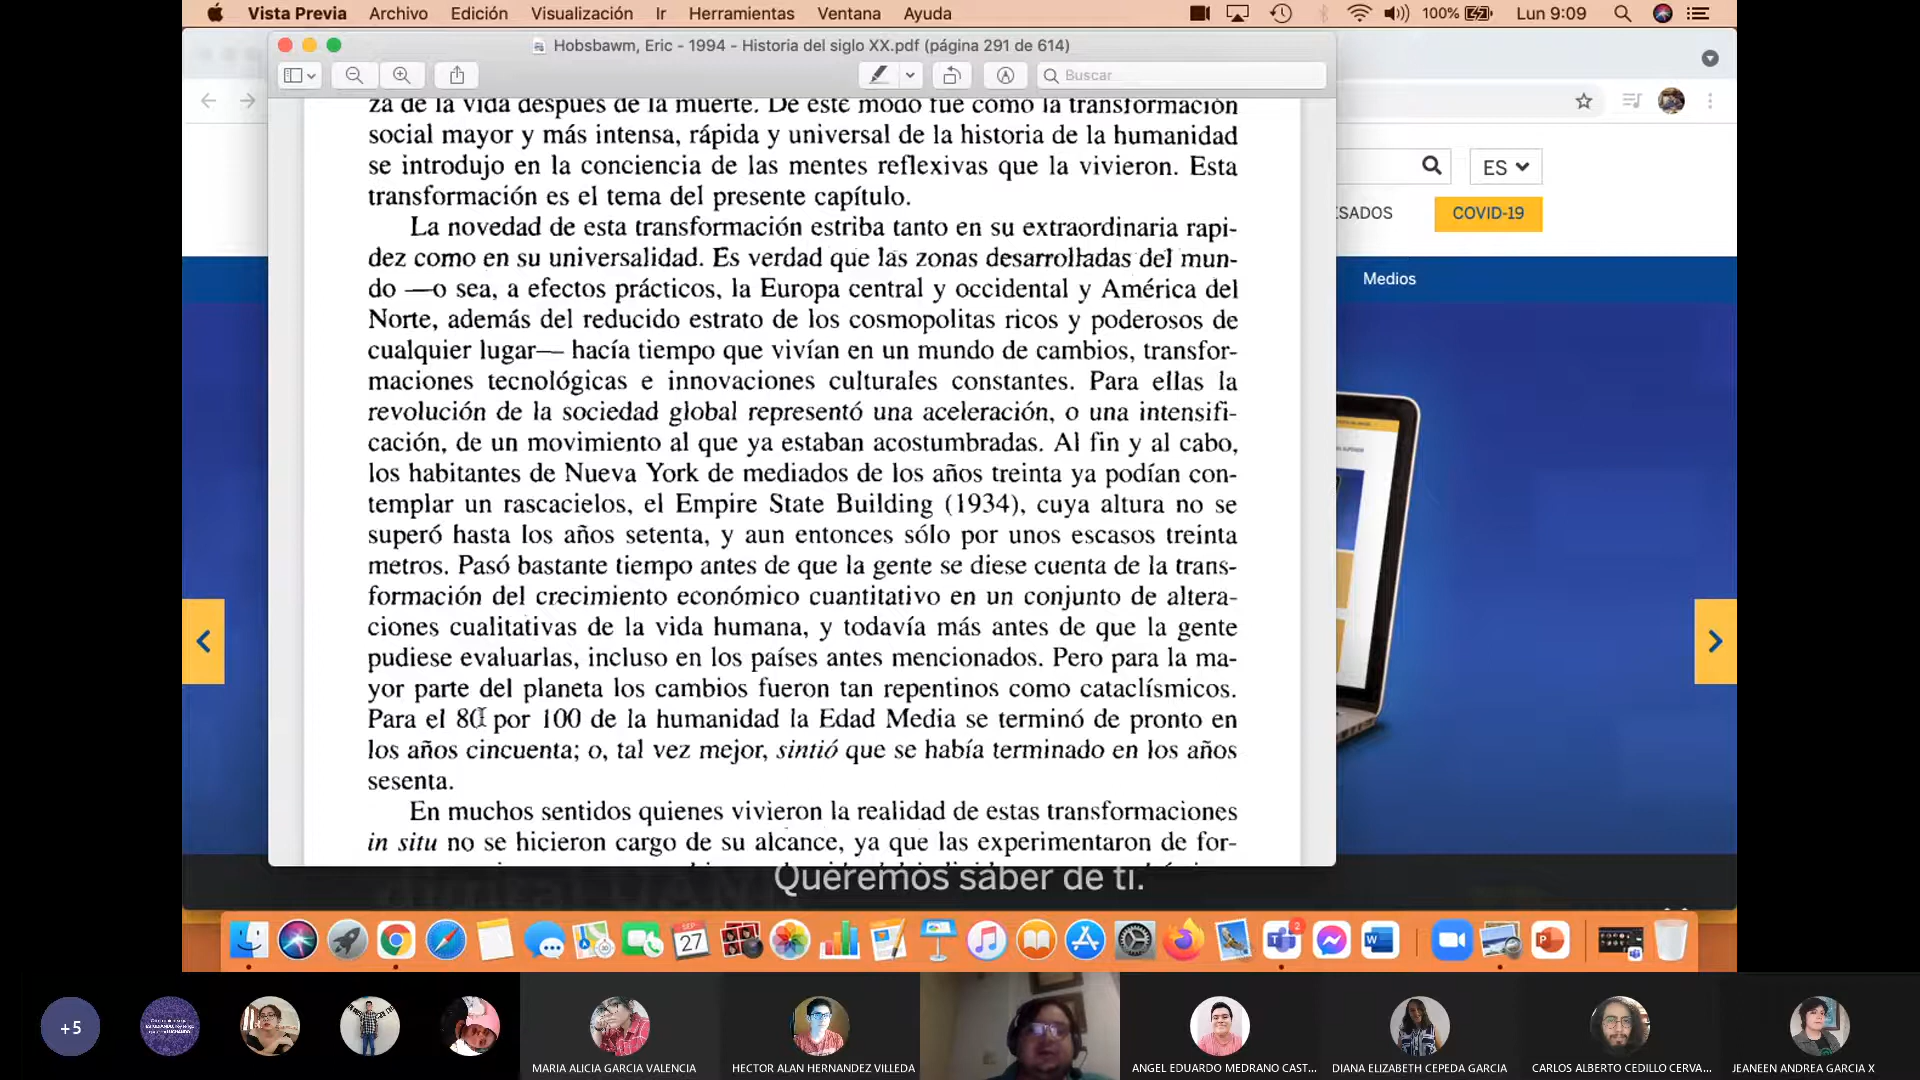 Vista Previa Archivo Edición Visualización Ir Herramientas Ventana Ayuda 100% Lun 9:09
Hobsbawm, Eric - 1994 - Historia del siglo XX.pdf (página 291 de 614)
Buscar
za de la vida después de la muerte. De este modo fue como la transformación
social mayor y más intensa, rápida y universal de la historia de la humanidad
se introdujo en la conciencia de las mentes reflexivas que la vivieron. Esta
transformación es el tema del presente capítulo.
La novedad de esta transformación estriba tanto en su extraordinaria rapi-
dez como en su universalidad. Es verdad que las zonas desarrolladas del mun-
do —o sea, a efectos prácticos, la Europa central y occidental y América del
Norte, además del reducido estrato de los cosmopolitas ricos y poderosos de
cualquier lugar— hacía tiempo que vivían en un mundo de cambios, transfor-
maciones tecnológicas e innovaciones culturales constantes. Para ellas la
revolución de la sociedad global representó una aceleración, o una intensifi-
cación, de un movimiento al que ya estaban acostumbradas. Al fin y al cabo,
los habitantes de Nueva York de mediados de los años treinta ya podían con-
templar un rascacielos, el Empire State Building (1934), cuya altura no se
superó hasta los años setenta, y aun entonces sólo por unos escasos treinta
metros. Pasó bastante tiempo antes de que la gente se diese cuenta de la trans-
formación del crecimiento económico cuantitativo en un conjunto de altera-
ciones cualitativas de la vida humana, y todavía más antes de que la gente
pudiese evaluarlas, incluso en los países antes mencionados. Pero para la ma-
yor parte del planeta los cambios fueron tan repentinos como cataclísmicos.
Para el 80 por 100 de la humanidad la Edad Media se terminó de pronto en
los años cincuenta; o, tal vez mejor, sintió que se había terminado en los años
sesenta.
En muchos sentidos quienes vivieron la realidad de estas transformaciones
in situ no se hicieron cargo de su alcance, ya que las experimentaron de for-
ES
ESADOS
COVID-19
Medios
Queremos saber de ti.
SEP
27
2
+5
MARIA ALICIA GARCIA VALENCIA
HECTOR ALAN HERNANDEZ VILLEDA
ANGEL EDUARDO MEDRANO CAST...
DIANA ELIZABETH CEPEDA GARCIA
CARLOS ALBERTO CEDILLO CERVA...
JEANEEN ANDREA GARCIA X